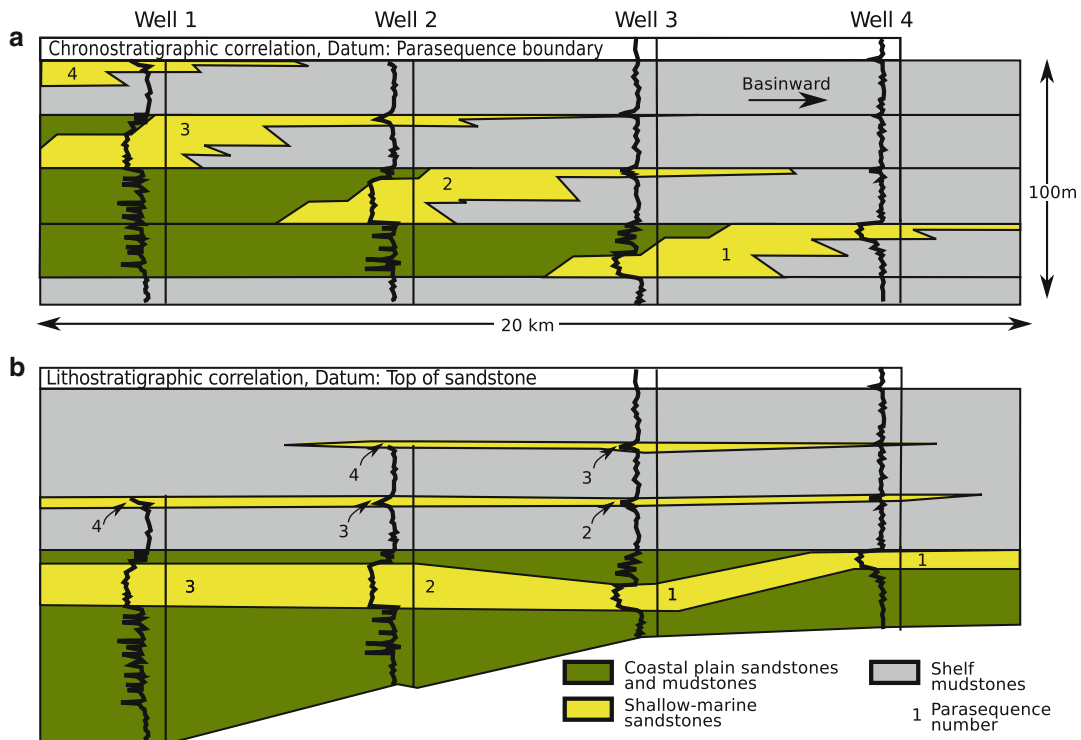 Well 1 Well 2 Well 3 Well 4
a
Chronostratigraphic correlation, Datum: Parasequence boundary
4
Basinward
3
2
100m
1
20 km
b
Lithostratigraphic correlation, Datum: Top of sandstone
4
3
4
3
2
3
2
1
1
Coastal plain sandstones
and mudstones
Shallow-marine
sandstones
Shelf
mudstones
1 Parasequence
number